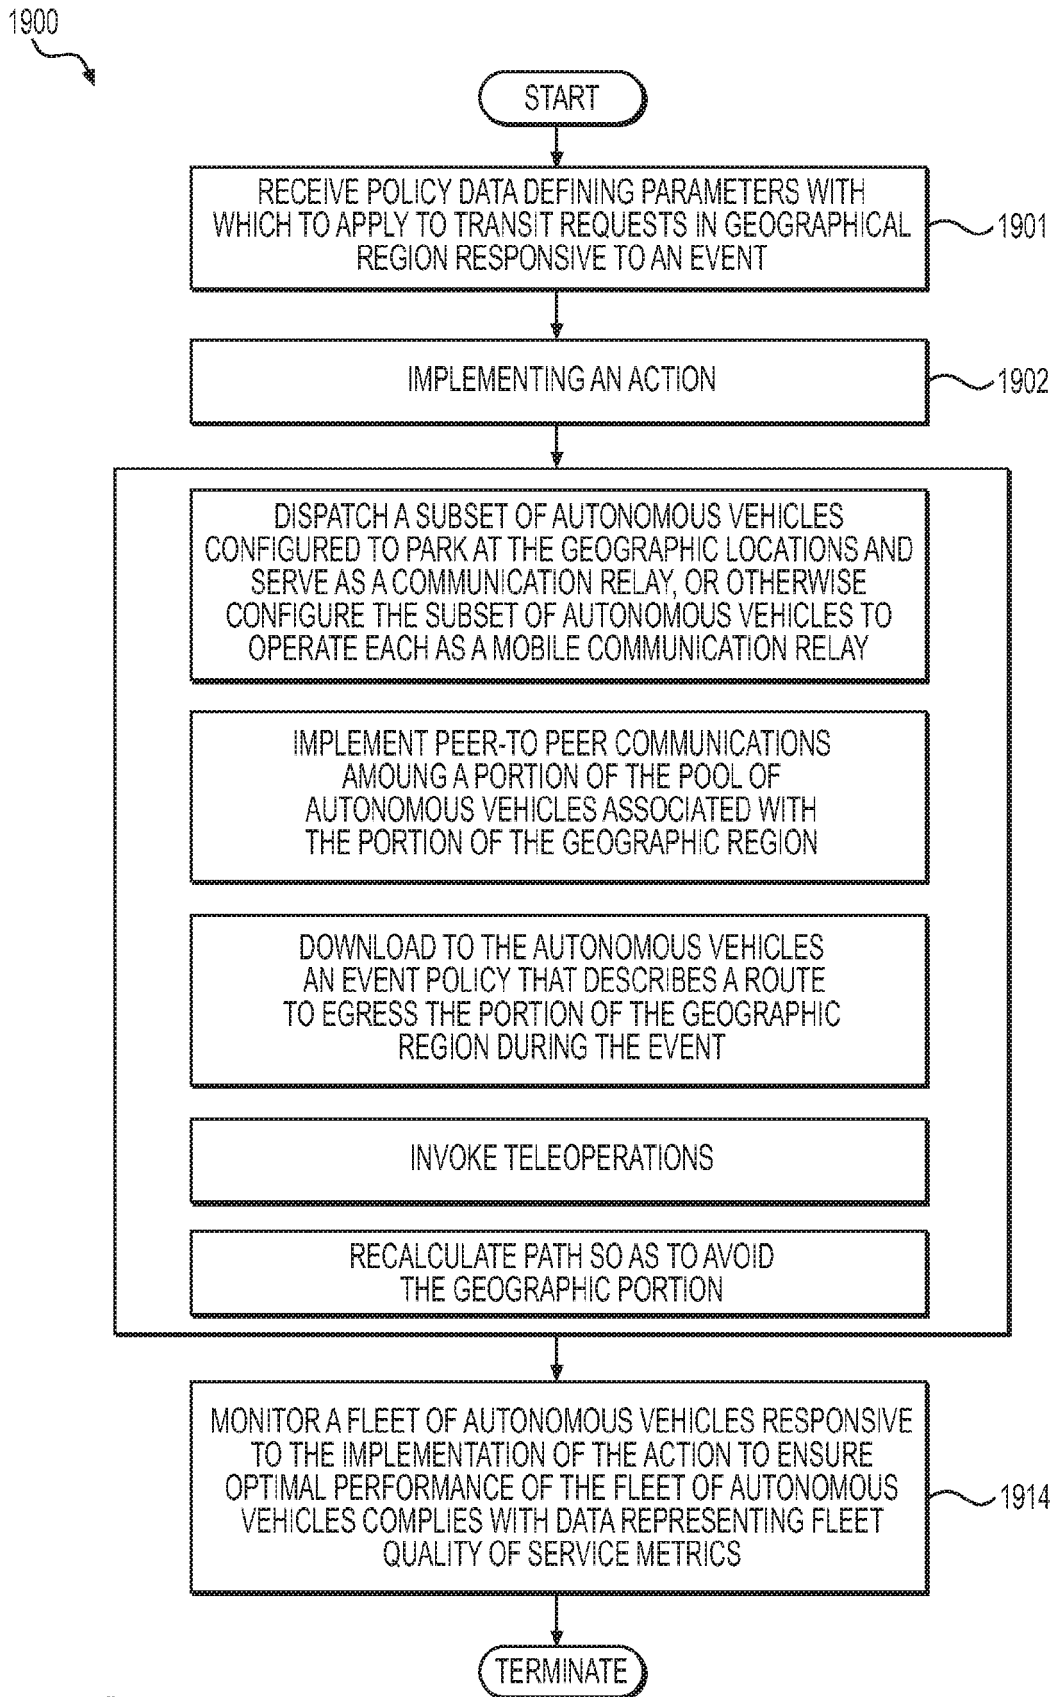 1900
START
RECEIVE POLICY DATA DEFINING PARAMETERS WITH
WHICH TO APPLY TO TRANSIT REQUESTS IN GEOGRAPHICAL
REGION RESPONSIVE TO AN EVENT
1901
IMPLEMENTING AN ACTION
1902
DISPATCH A SUBSET OF AUTONOMOUS VEHICLES
CONFIGURED TO PARK AT THE GEOGRAPHIC LOCATIONS AND
SERVE AS A COMMUNICATION RELAY, OR OTHERWISE
CONFIGURE THE SUBSET OF AUTONOMOUS VEHICLES TO
OPERATE EACH AS A MOBILE COMMUNICATION RELAY
IMPLEMENT PEER-TO PEER COMMUNICATIONS
AMOUNG A PORTION OF THE POOL OF
AUTONOMOUS VEHICLES ASSOCIATED WITH
THE PORTION OF THE GEOGRAPHIC REGION
DOWNLOAD TO THE AUTONOMOUS VEHICLES
AN EVENT POLICY THAT DESCRIBES A ROUTE
TO EGRESS THE PORTION OF THE GEOGRAPHIC
REGION DURING THE EVENT
INVOKE TELEOPERATIONS
RECALCULATE PATH SO AS TO AVOID
THE GEOGRAPHIC PORTION
MONITOR A FLEET OF AUTONOMOUS VEHICLES RESPONSIVE
TO THE IMPLEMENTATION OF THE ACTION TO ENSURE
OPTIMAL PERFORMANCE OF THE FLEET OF AUTONOMOUS
VEHICLES COMPLIES WITH DATA REPRESENTING FLEET
QUALITY OF SERVICE METRICS
1914
TERMINATE